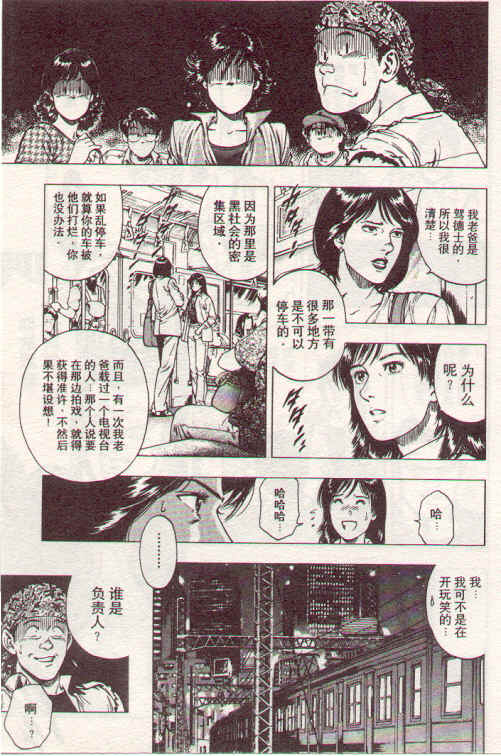 我老爸是
驾德士的，
所以我很
清楚…
那一带有
很多地方
是不可以
停车的．
因为那里是
黑社会的密
集区域．
如果乱停车，
就算你的车被
他们打烂，你
也没办法．
为什么
呢？
而且，有一次我老
爸载过一个电视台
的人…那个人说要
在那边拍戏，就得
获得准许．不然后
果不堪设想！
哈…
哈哈
哈哈…
………
我…
我可不是在
开玩笑的…
谁是
负责人？
啊…？